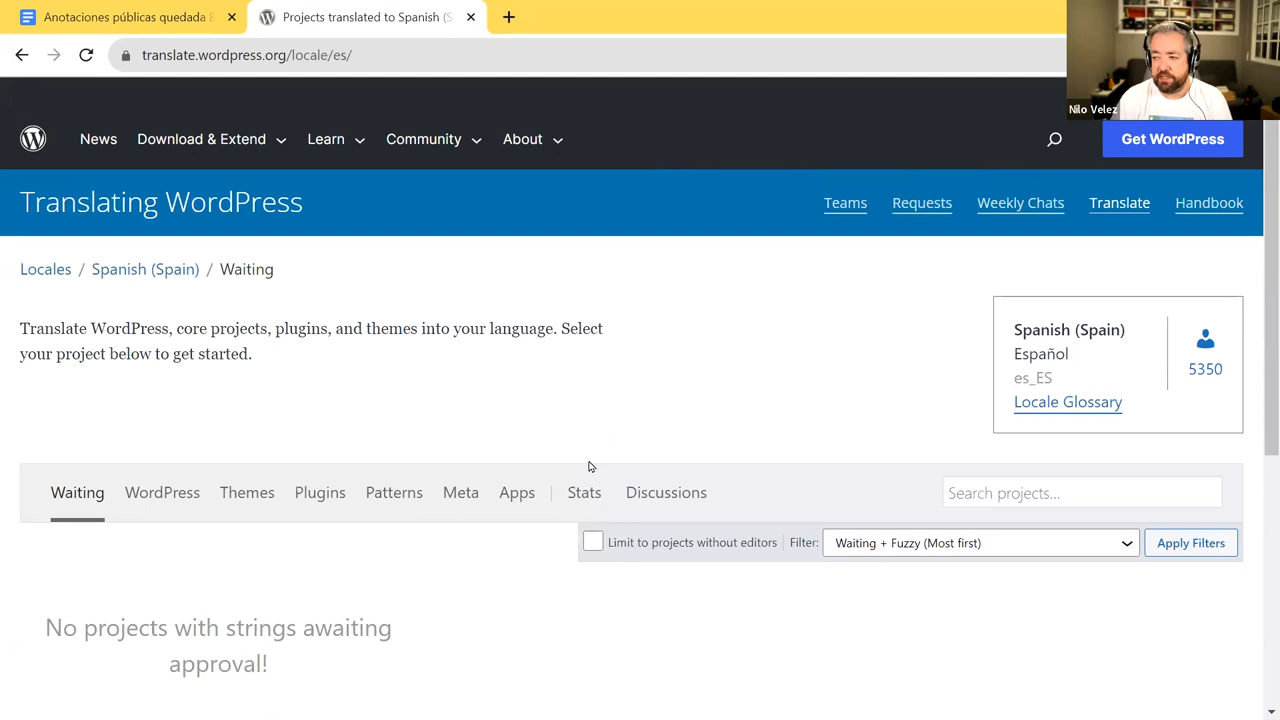 Anotaciones públicas quedada 8
Projects translated to Spanish (S
translate.wordpress.org/locale/es/
Nilo Velez
News
Download & Extend
Learn
Community
About
Get WordPress
Translating WordPress
Teams
Requests
Weekly Chats
Translate
Handbook
Locales / Spanish (Spain) / Waiting
Translate WordPress, core projects, plugins, and themes into your language. Select
your project below to get started.
Spanish (Spain)
Español
es_ES
Locale Glossary
5350
Waiting
WordPress
Themes
Plugins
Patterns
Meta
Apps
Stats
Discussions
Search projects...
Limit to projects without editors
Filter:
Waiting + Fuzzy (Most first)
Apply Filters
No projects with strings awaiting
approval!